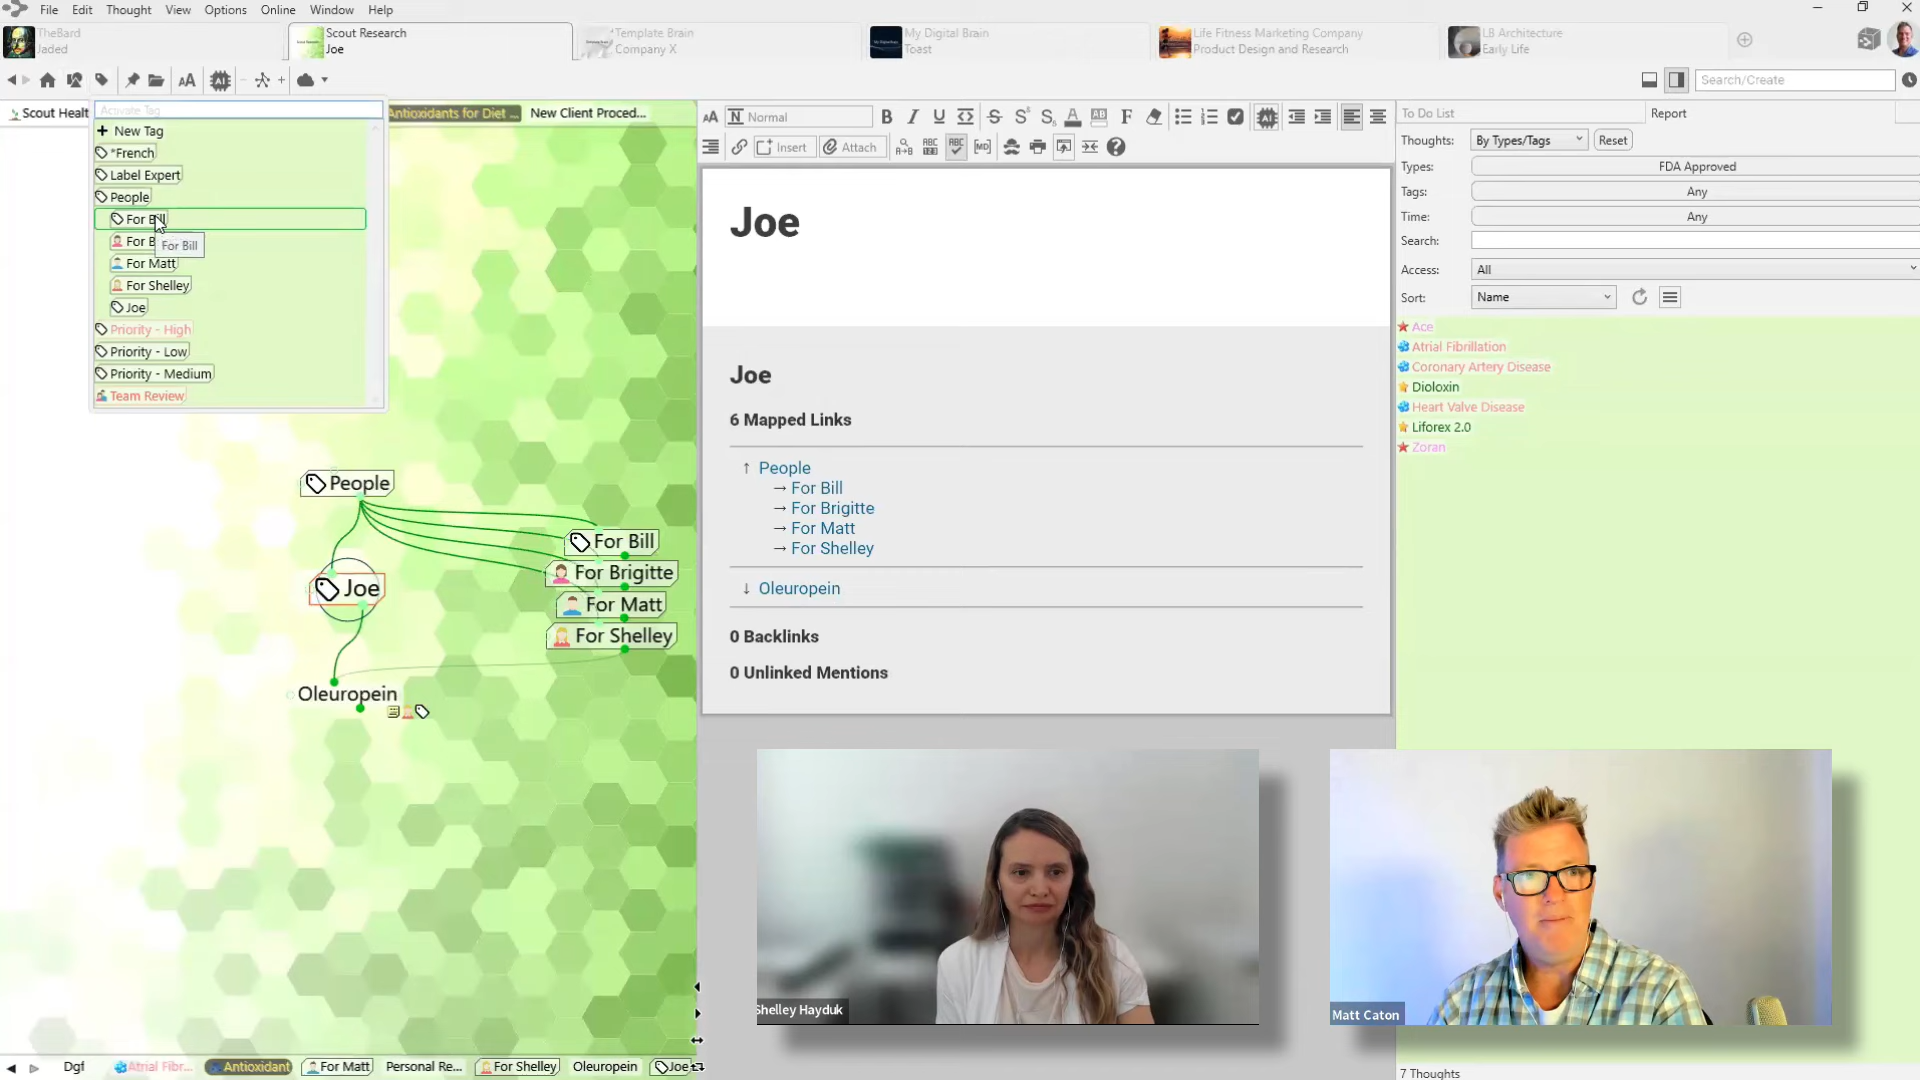 File Edit Thought View Options Online Window Help
TheBard
Jaded
Scout Research
Joe
Template Brain
Company X
My Digital Brain
Toast
Life Fitness Marketing Company
Product Design and Research
LB Architecture
Early Life
Search/Create
Scout Healt
Antioxidants for Diet ...
New Client Proced...
Activate Tag
New Tag
*French
Label Expert
People
For Bill
For B
For Bill
For Matt
For Shelley
Joe
Priority - High
Priority - Low
Priority - Medium
Team Review
People
For Bill
For Brigitte
For Matt
For Shelley
Joe
Oleuropein
Normal
Insert
Attach
Joe
Joe
6 Mapped Links
↑ People
→ For Bill
→ For Brigitte
→ For Matt
→ For Shelley
↓ Oleuropein
0 Backlinks
0 Unlinked Mentions
To Do List
Report
Thoughts: By Types/Tags Reset
Types: FDA Approved
Tags: Any
Time: Any
Search:
Access: All
Sort: Name
Ace
Atrial Fibrillation
Coronary Artery Disease
Dioloxin
Heart Valve Disease
Liforex 2.0
Zoran
Shelley Hayduk
Matt Caton
Dgf
Atrial Fibr...
Antioxidant
For Matt
Personal Re...
For Shelley
Oleuropein
Joe
7 Thoughts